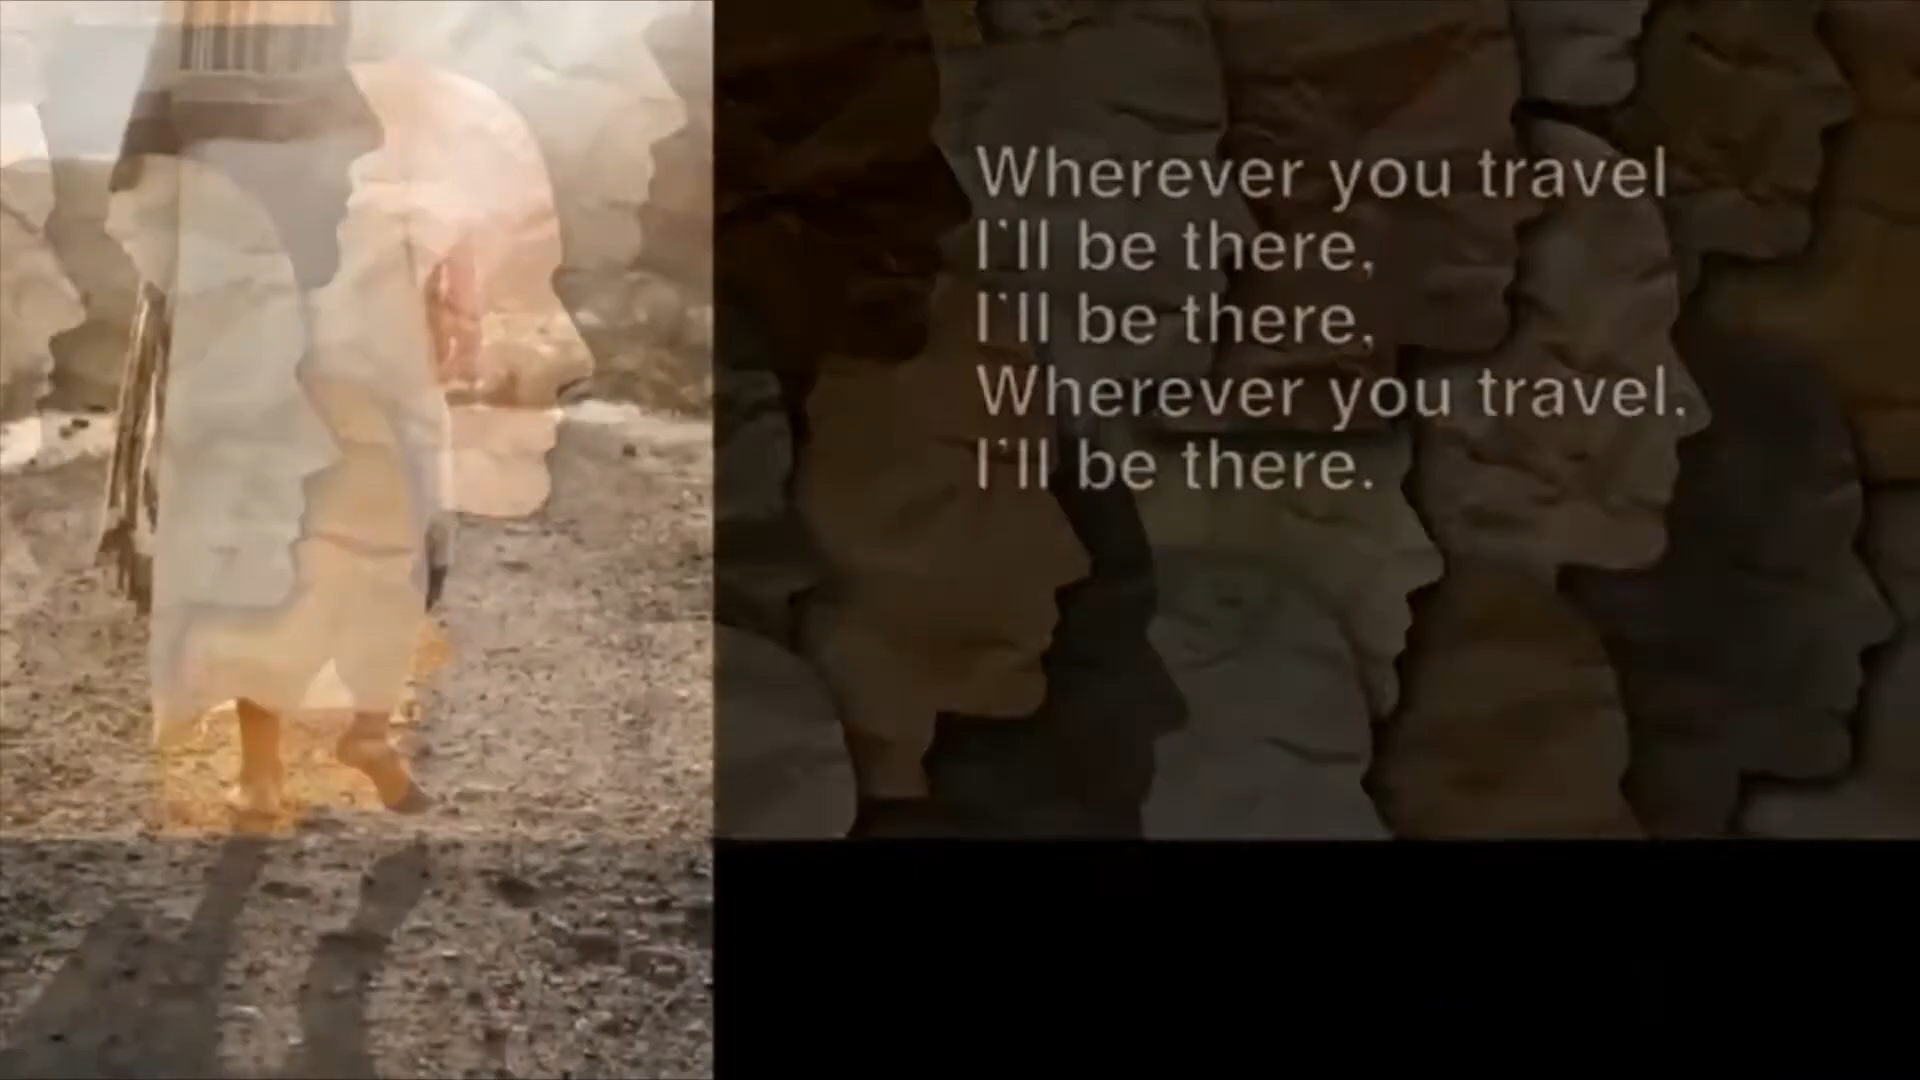 Wherever you travel
I'll be there,
I'll be there,
Wherever you travel.
I'll be there.